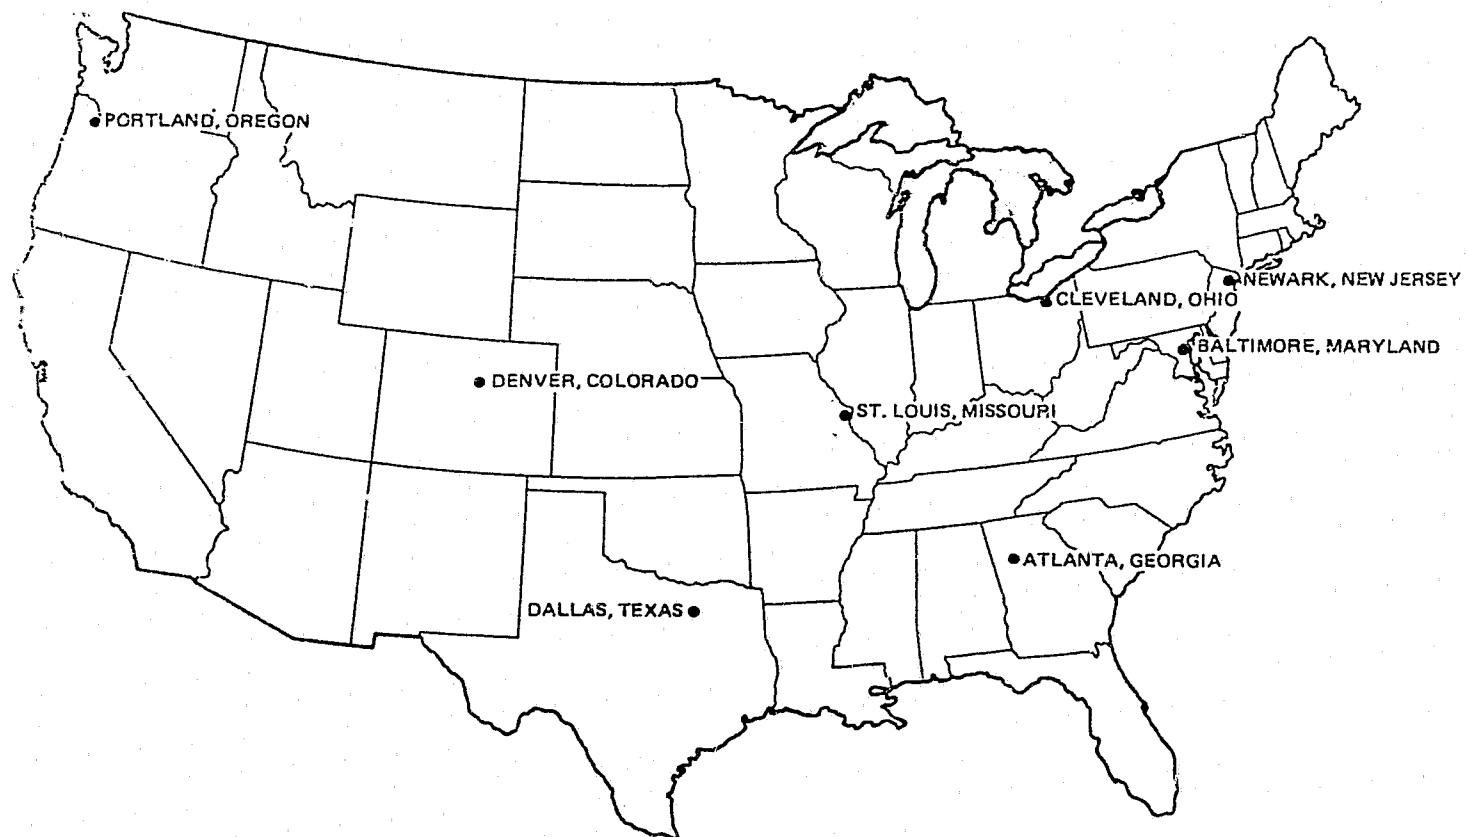 PORTLAND, OREGON
NEWARK, NEW JERSEY
CLEVELAND, OHIO
BALTIMORE, MARYLAND
DENVER, COLORADO
ST. LOUIS, MISSOURI
ATLANTA, GEORGIA
DALLAS, TEXAS